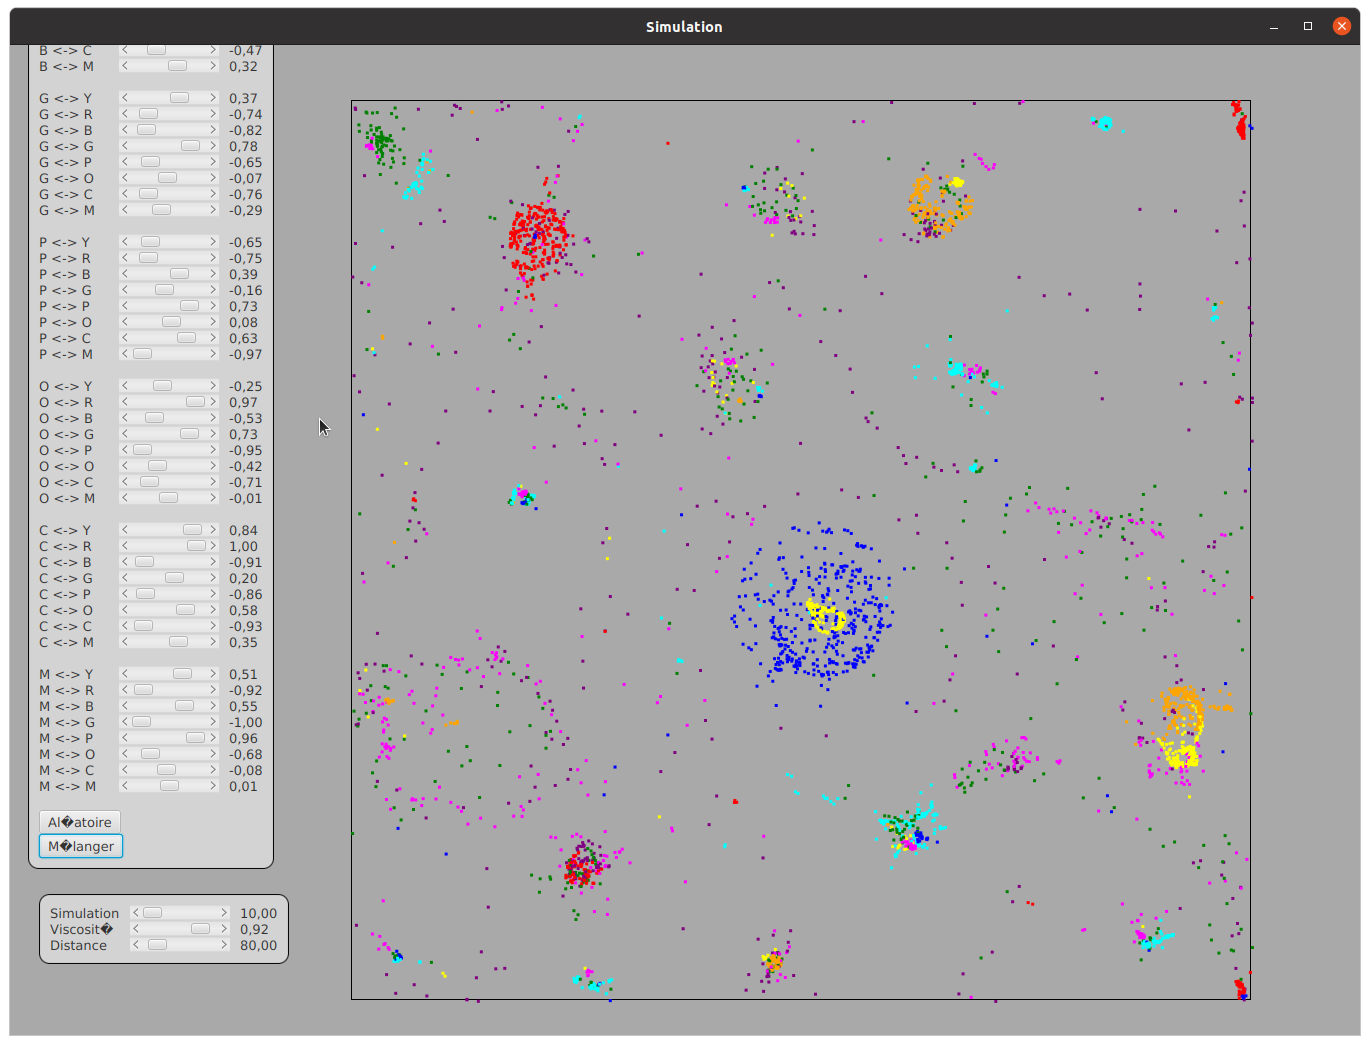 Simulation
B <-> C -0,47
B <-> M 0,32
G <-> Y 0,37
G <-> R -0,74
G <-> B -0,82
G <-> G 0,78
G <-> P -0,65
G <-> O -0,07
G <-> C -0,76
G <-> M -0,29
P <-> Y -0,65
P <-> R -0,75
P <-> B 0,39
P <-> G -0,16
P <-> P 0,73
P <-> O 0,08
P <-> C 0,63
P <-> M -0,97
O <-> Y -0,25
O <-> R 0,97
O <-> B -0,53
O <-> G 0,73
O <-> P -0,95
O <-> O -0,42
O <-> C -0,71
O <-> M -0,01
C <-> Y 0,84
C <-> R 1,00
C <-> B -0,91
C <-> G 0,20
C <-> P -0,86
C <-> O 0,58
C <-> C -0,93
C <-> M 0,35
M <-> Y 0,51
M <-> R -0,92
M <-> B 0,55
M <-> G -1,00
M <-> P 0,96
M <-> O -0,68
M <-> C -0,08
M <-> M 0,01
Al�atoire
M�langer
Simulation 10,00
Viscosit� 0,92
Distance 80,00